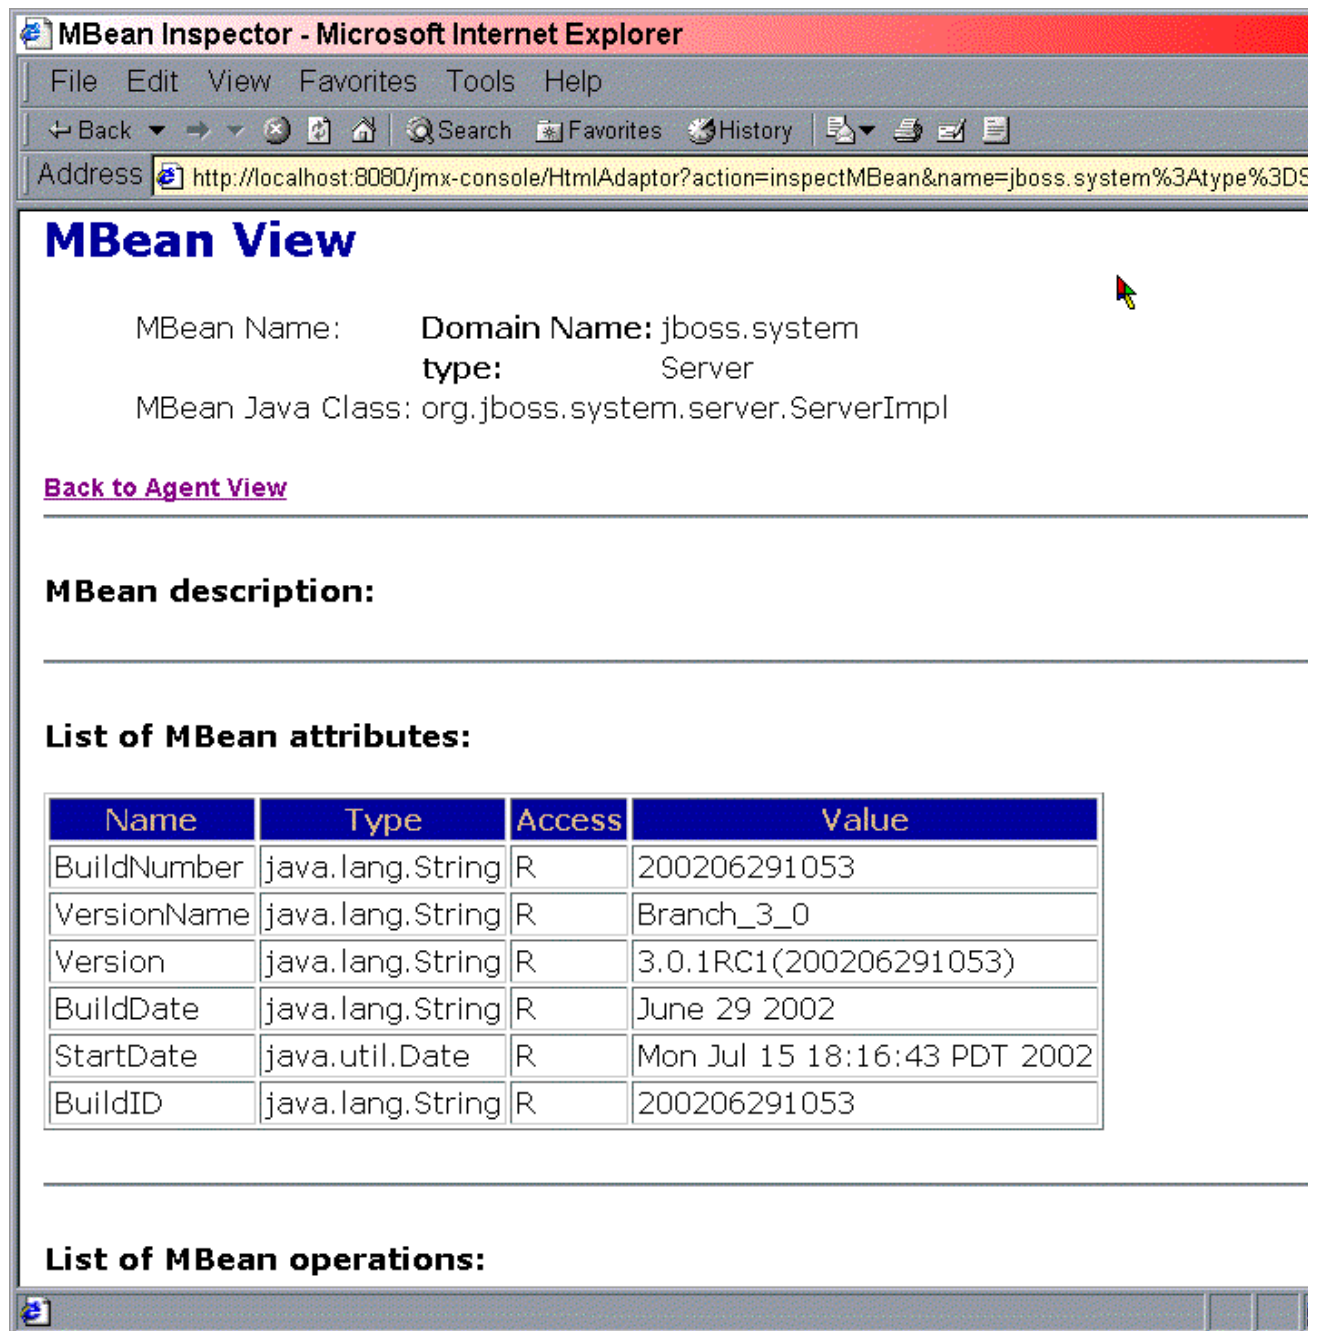 MBean Inspector - Microsoft Internet Explorer
File Edit View Favorites Tools Help
Back Search Favorites History
Address http://localhost:8080/jmx-console/HtmlAdaptor?action=inspectMBean&name=jboss.system%3Atype%3DS
MBean View
MBean Name: Domain Name: jboss.system
type: Server
MBean Java Class: org.jboss.system.server.ServerImpl
Back to Agent View
MBean description:
List of MBean attributes:
Name Type Access Value
BuildNumber java.lang.String R 200206291053
VersionName java.lang.String R Branch_3_0
Version java.lang.String R 3.0.1RC1(200206291053)
BuildDate java.lang.String R June 29 2002
StartDate java.util.Date R Mon Jul 15 18:16:43 PDT 2002
BuildID java.lang.String R 200206291053
List of MBean operations: